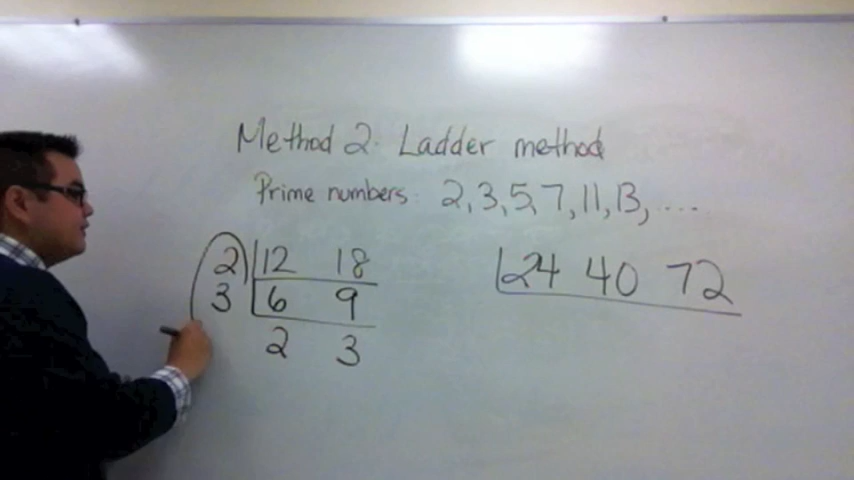 Method 2: Ladder method
Prime numbers: 2, 3, 5, 7, 11, 13, ....
2 12 18
3 6 9
2 3
24 40 72